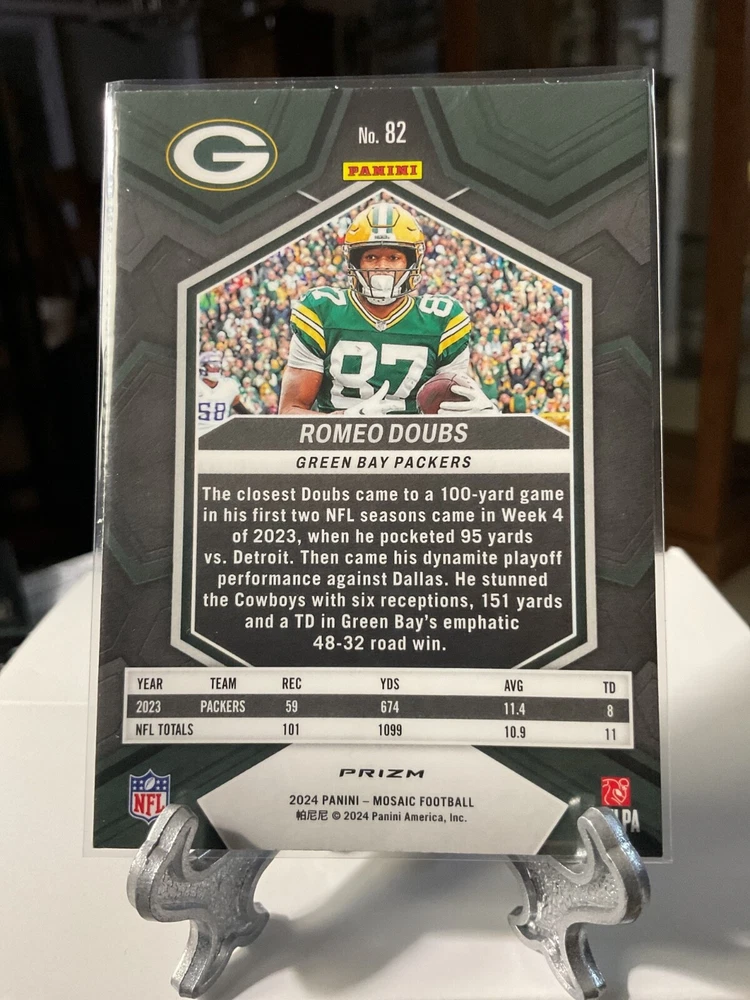 G
No. 82
PANINI
87
87
58
ROMEO DOUBS
GREEN BAY PACKERS
The closest Doubs came to a 100-yard game
in his first two NFL seasons came in Week 4
of 2023, when he pocketed 95 yards
vs. Detroit. Then came his dynamite playoff
performance against Dallas. He stunned
the Cowboys with six receptions, 151 yards
and a TD in Green Bay's emphatic
48-32 road win.
YEAR TEAM REC YDS AVG TD
2023 PACKERS 59 674 11.4 8
NFL TOTALS 101 1099 10.9 11
PRIZM
NFL
2024 PANINI – MOSAIC FOOTBALL
帕尼尼 © 2024 Panini America, Inc.